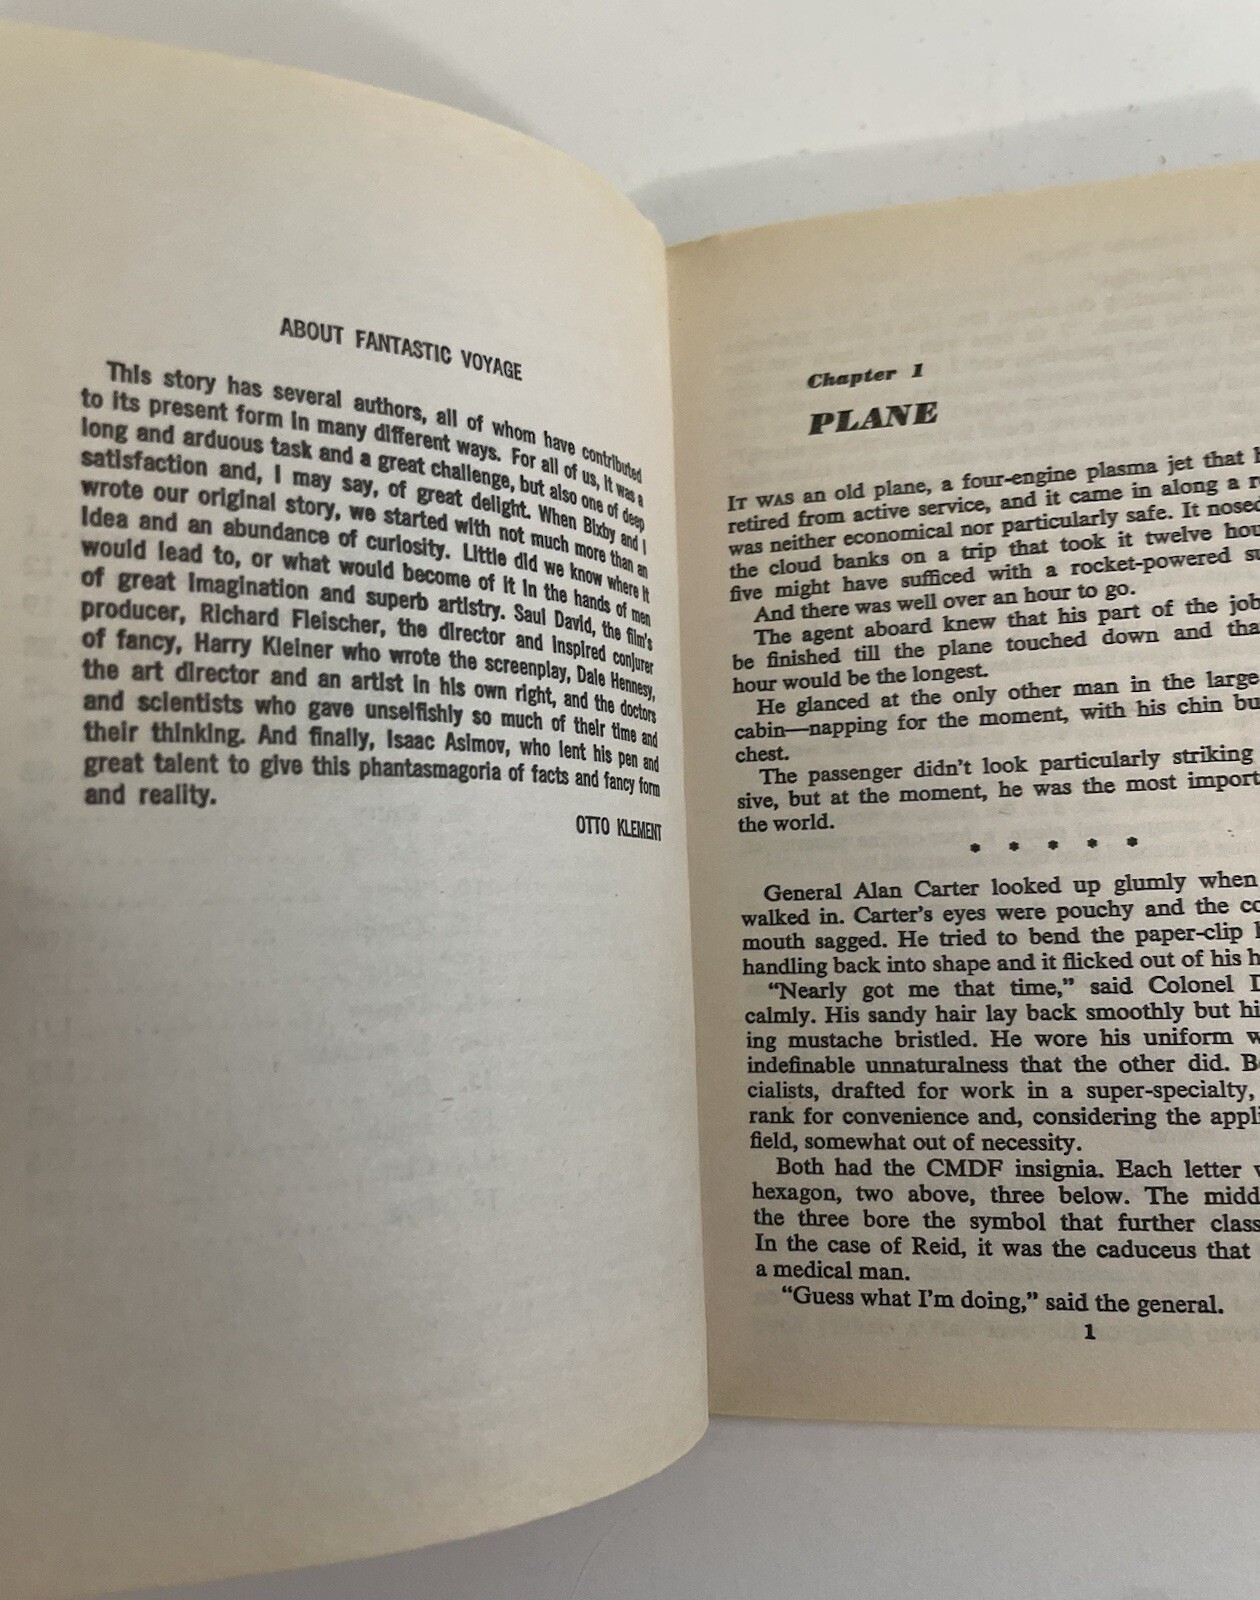 ABOUT FANTASTIC VOYAGE
This story has several authors, all of whom have contributed
to its present form in many different ways. For all of us, it was a
long and arduous task and a great challenge, but also one of deep
satisfaction and, I may say, of great delight. When Bixby and I
wrote our original story, we started with not much more than an
idea and an abundance of curiosity. Little did we know where it
would lead to, or what would become of it in the hands of men
of great imagination and superb artistry. Saul David, the film's
producer, Richard Fleischer, the director and inspired conjurer
of fancy, Harry Kleiner who wrote the screenplay, Dale Hennesy,
the art director and an artist in his own right, and the doctors
and scientists who gave unselfishly so much of their time and
their thinking. And finally, Isaac Asimov, who lent his pen and
great talent to give this phantasmagoria of facts and fancy form
and reality.
OTTO KLEMENT
Chapter 1
PLANE
IT WAS an old plane, a four-engine plasma jet that
retired from active service, and it came in along a
was neither economical nor particularly safe. It nosed
the cloud banks on a trip that took it twelve
five might have sufficed with a rocket-powered
And there was well over an hour to go.
The agent aboard knew that his part of the job
be finished till the plane touched down and
hour would be the longest.
He glanced at the only other man in the large
cabin—napping for the moment, with his chin
chest.
The passenger didn't look particularly striking
sive, but at the moment, he was the most
the world.
* * * * *
General Alan Carter looked up glumly when
walked in. Carter's eyes were pouchy and the
mouth sagged. He tried to bend the paper-clip
handling back into shape and it flicked out of his
"Nearly got me that time," said Colonel
calmly. His sandy hair lay back smoothly but
ing mustache bristled. He wore his uniform
indefinable unnaturalness that the other did.
cialists, drafted for work in a super-specialty,
rank for convenience and, considering the
field, somewhat out of necessity.
Both had the CMDF insignia. Each letter
hexagon, two above, three below. The
the three bore the symbol that further
In the case of Reid, it was the caduceus that
a medical man.
"Guess what I'm doing," said the general.
1